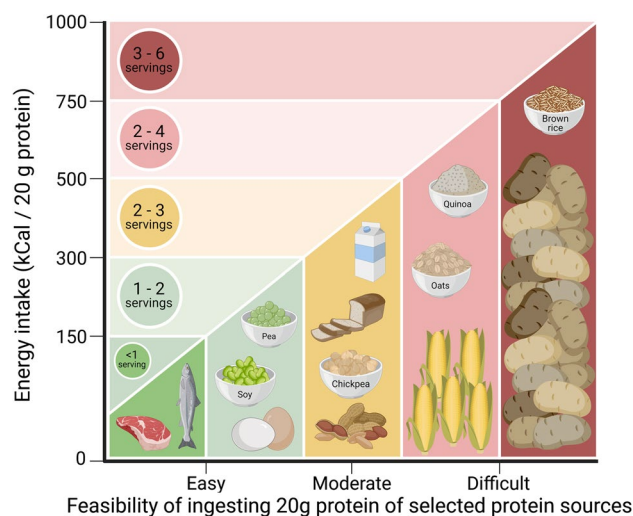 1000
3 - 6
servings
750
Brown
rice
2 - 4
servings
500
Quinoa
2 - 3
servings
Oats
300
1 - 2
servings
Pea
150
<1
serving
Chickpea
Soy
0
Easy
Moderate
Difficult
Energy intake (kCal / 20 g protein)
Feasibility of ingesting 20g protein of selected protein sources